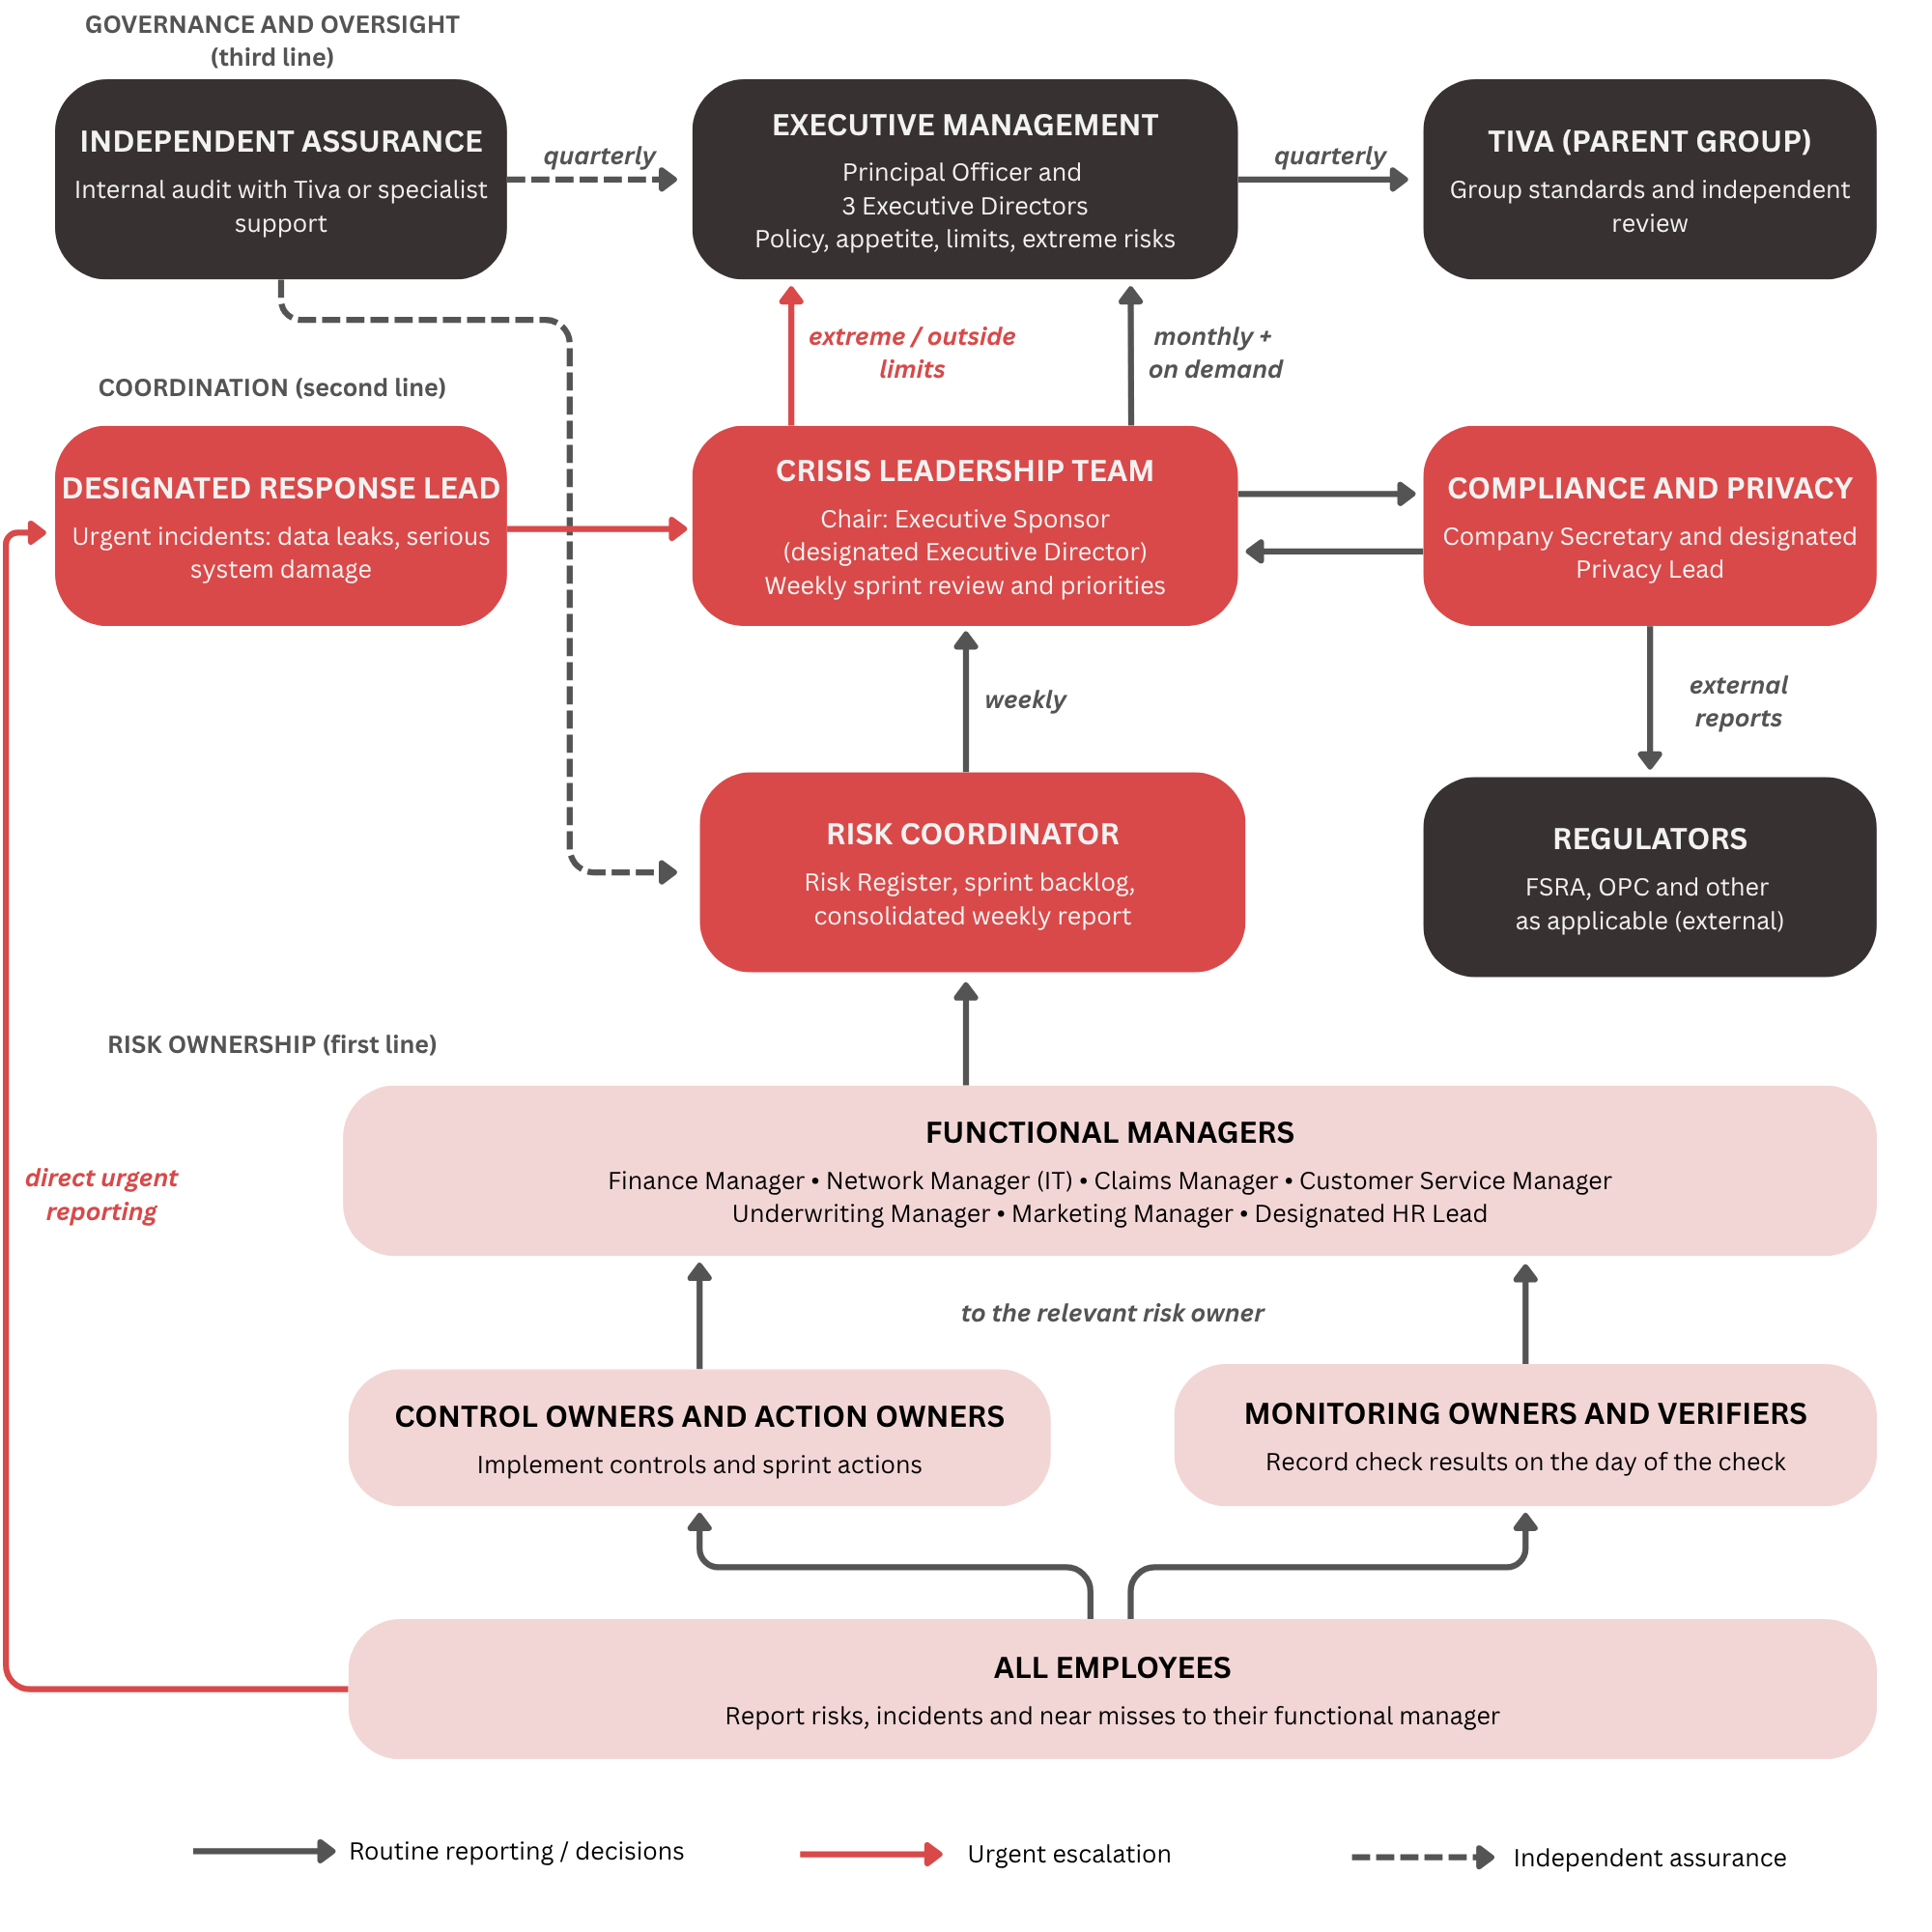 GOVERNANCE AND OVERSIGHT
(third line)
INDEPENDENT ASSURANCE
Internal audit with Tiva or specialist
support
quarterly
EXECUTIVE MANAGEMENT
Principal Officer and
3 Executive Directors
Policy, appetite, limits, extreme risks
quarterly
TIVA (PARENT GROUP)
Group standards and independent
review
extreme / outside
limits
monthly +
on demand
COORDINATION (second line)
DESIGNATED RESPONSE LEAD
Urgent incidents: data leaks, serious
system damage
CRISIS LEADERSHIP TEAM
Chair: Executive Sponsor
(designated Executive Director)
Weekly sprint review and priorities
COMPLIANCE AND PRIVACY
Company Secretary and designated
Privacy Lead
weekly
external
reports
RISK COORDINATOR
Risk Register, sprint backlog,
consolidated weekly report
REGULATORS
FSRA, OPC and other
as applicable (external)
RISK OWNERSHIP (first line)
FUNCTIONAL MANAGERS
Finance Manager • Network Manager (IT) • Claims Manager • Customer Service Manager
Underwriting Manager • Marketing Manager • Designated HR Lead
direct urgent
reporting
to the relevant risk owner
CONTROL OWNERS AND ACTION OWNERS
Implement controls and sprint actions
MONITORING OWNERS AND VERIFIERS
Record check results on the day of the check
ALL EMPLOYEES
Report risks, incidents and near misses to their functional manager
Routine reporting / decisions
Urgent escalation
Independent assurance